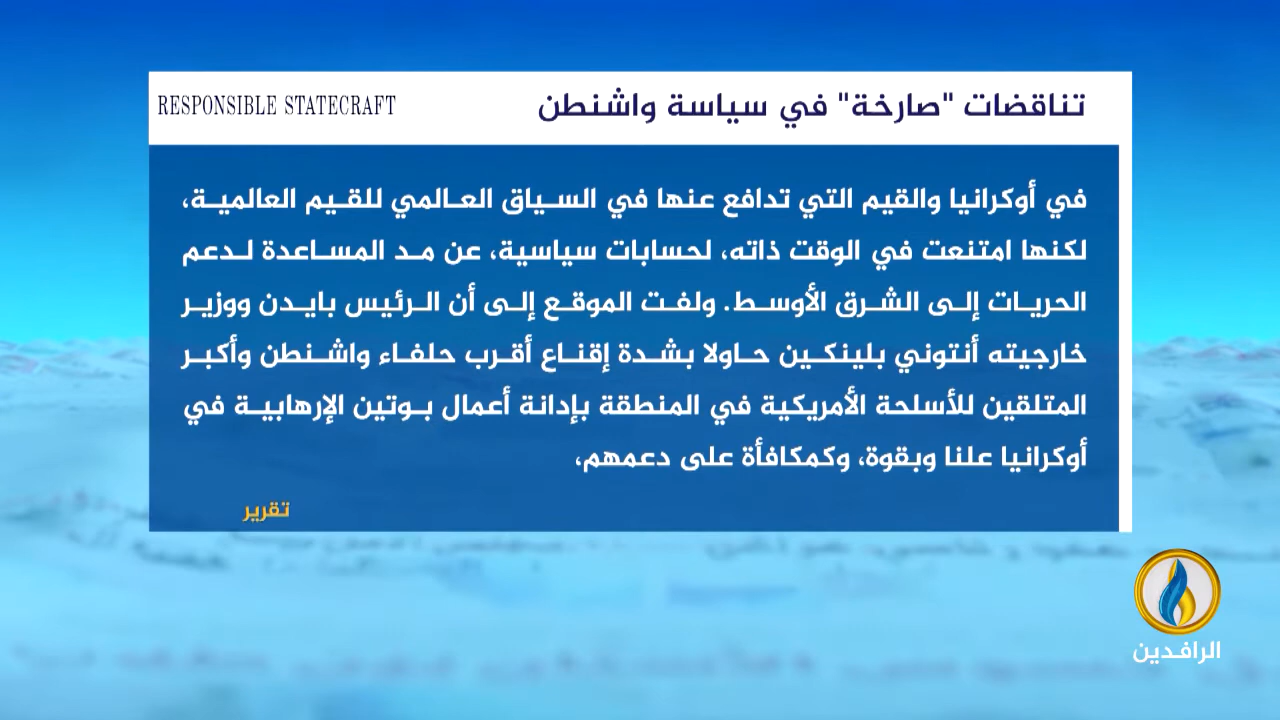 RESPONSIBLE STATECRAFT
تناقضات "صارخة" في سياسة واشنطن
في أوكرانيا والقيم التي تدافع عنها في السياق العالمي للقيم العالمية،
لكنها امتنعت في الوقت ذاته، لحسابات سياسية، عن مد المساعدة لدعم
الحريات إلى الشرق الأوسط. ولفت الموقع إلى أن الرئيس بايدن ووزير
خارجيته أنتوني بلينكين حاولا بشدة إقناع أقرب حلفاء واشنطن وأكبر
المتلقين للأسلحة الأمريكية في المنطقة بإدانة أعمال بوتين الإرهابية في
أوكرانيا علنا وبقوة، وكمكافأة على دعمهم،
تقرير
الرافدين